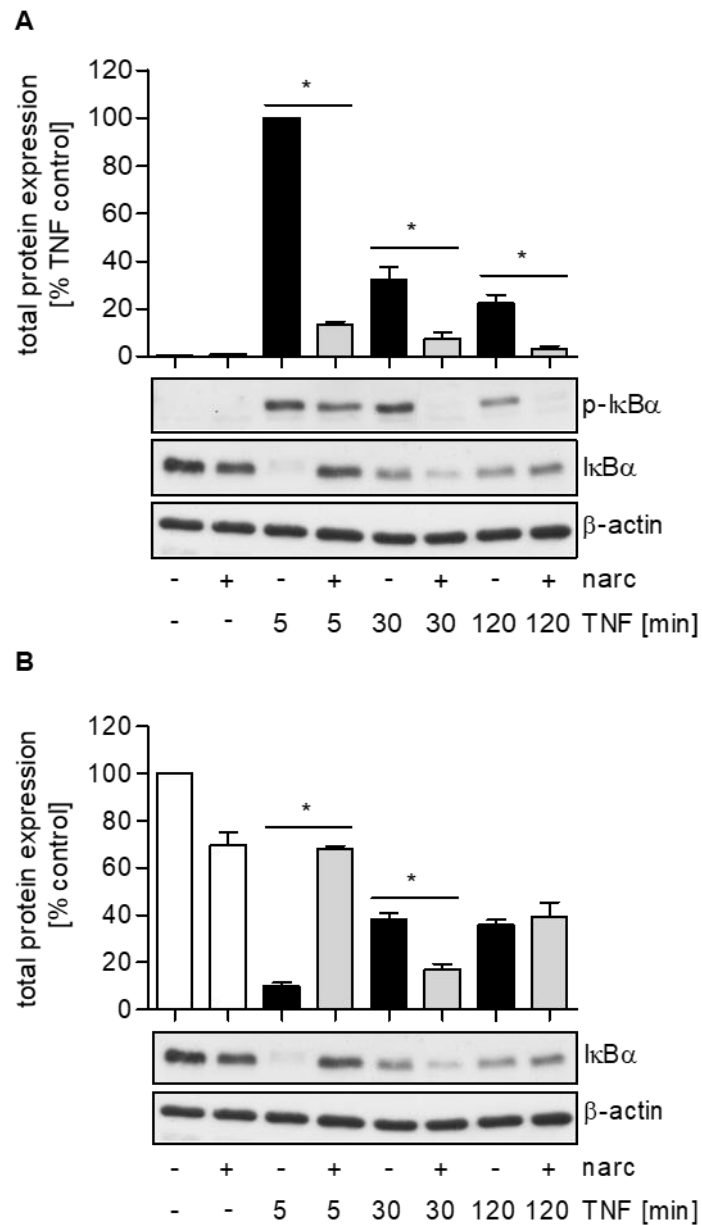 A
total protein expression
[% TNF control]
120
100
80
60
40
20
0
*
*
*
p-IκBα
IκBα
β-actin
- + - + - + - + narc
- - 5 5 30 30 120 120 TNF [min]
B
total protein expression
[% control]
120
100
80
60
40
20
0
*
*
IκBα
β-actin
- + - + - + - + narc
- - 5 5 30 30 120 120 TNF [min]